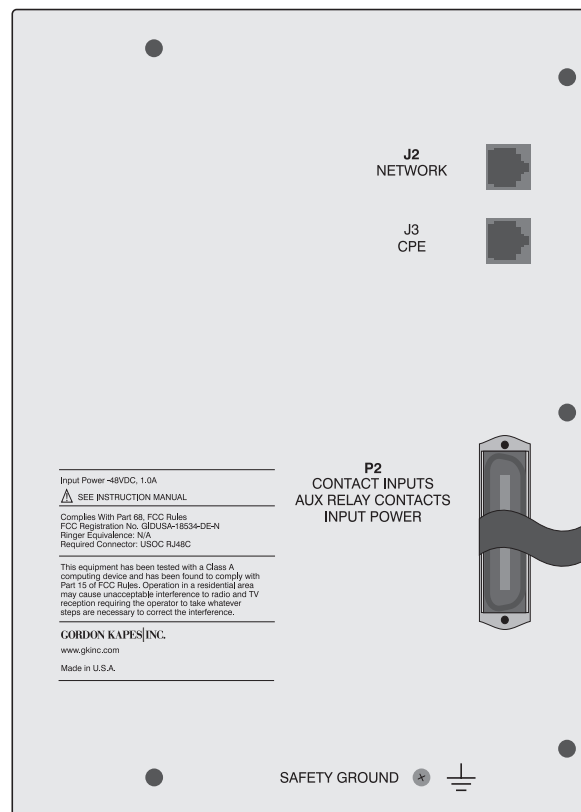 J2
NETWORK
J3
CPE
P2
CONTACT INPUTS
AUX RELAY CONTACTS
INPUT POWER
Input Power -48VDC, 1.0A
SEE INSTRUCTION MANUAL
Complies With Part 68, FCC Rules
FCC Registration No. GIDUSA-18534-DE-N
Ringer Equivalence: N/A
Required Connector: USOC RJ48C
This equipment has been tested with a Class A
computing device and has been found to comply with
Part 15 of FCC Rules. Operation in a residential area
may cause unacceptable interference to radio and TV
reception requiring the operator to take whatever
steps are necessary to correct the interference.
GORDON KAPES INC.
www.gkinc.com
Made in U.S.A.
SAFETY GROUND